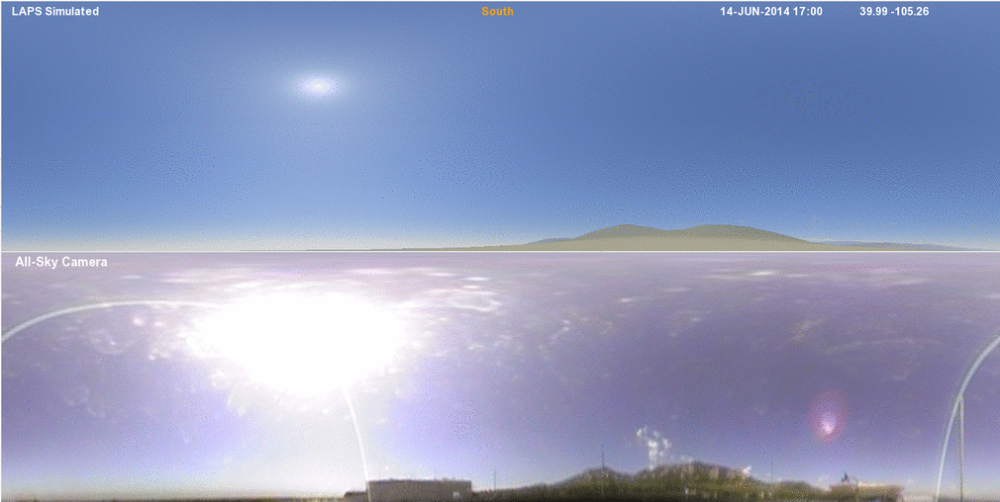 LAPS Simulated South 14-JUN-2014 17:00 39.99 -105.26
All-Sky Camera